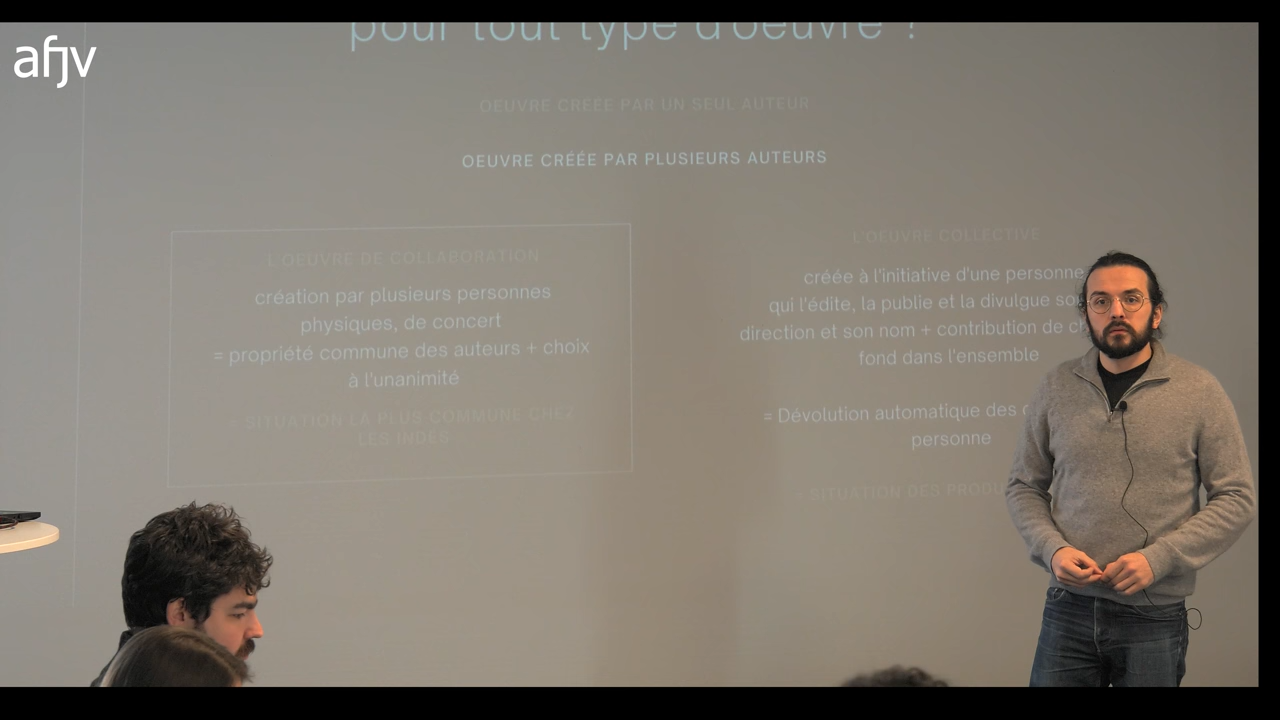 afjv
pour tout type d'oeuvre ?
OEUVRE CRÉÉE PAR UN SEUL AUTEUR
OEUVRE CRÉÉE PAR PLUSIEURS AUTEURS
L'OEUVRE DE COLLABORATION
création par plusieurs personnes
physiques, de concert
= propriété commune des auteurs + choix
à l'unanimité
= SITUATION LA PLUS COMMUNE CHEZ
LES INDÉS
L'OEUVRE COLLECTIVE
créée à l'initiative d'une personne
qui l'édite, la publie et la divulgue
direction et son nom + contribution de
fond dans l'ensemble
= Dévolution automatique des
personne
= SITUATION DES